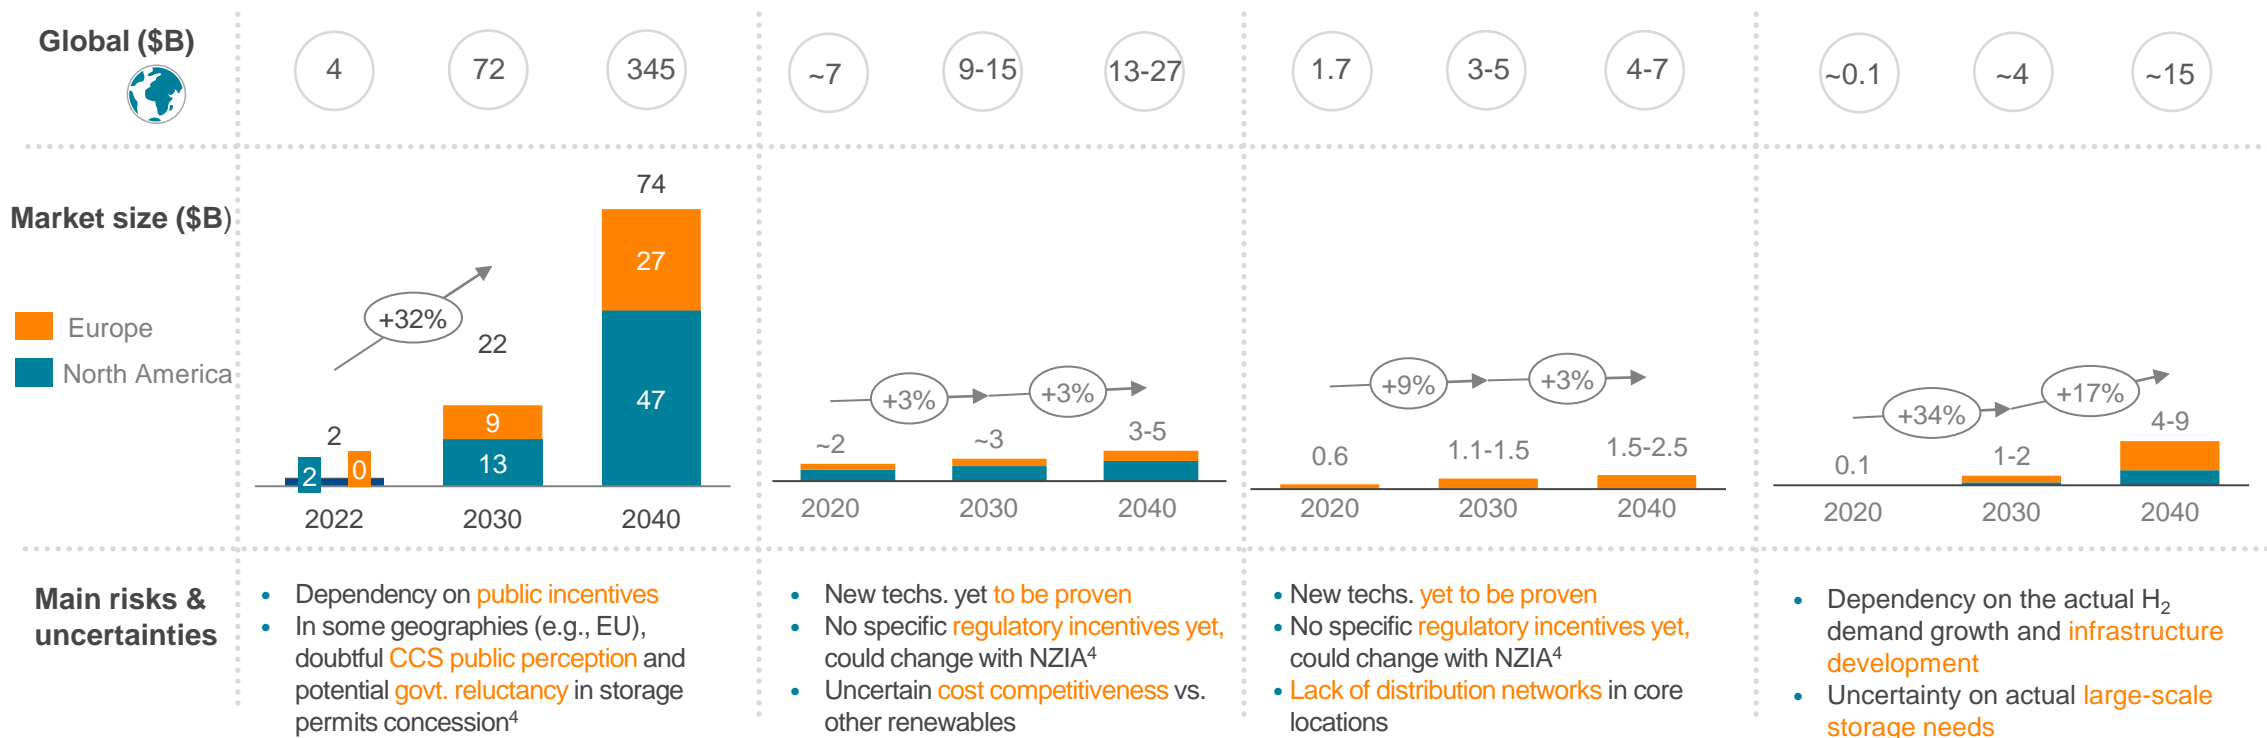 Global ($B)
4
72
345
~7
9-15
13-27
1.7
3-5
4-7
~0.1
~4
~15
Market size ($B)
Europe
North America
74
27
47
+32%
22
9
13
2
2
0
2022
2030
2040
+3%
+3%
~2
~3
3-5
2020
2030
2040
+9%
+3%
0.6
1.1-1.5
1.5-2.5
2020
2030
2040
+34%
+17%
0.1
1-2
4-9
2020
2030
2040
Main risks &
uncertainties
• Dependency on public incentives
• In some geographies (e.g., EU),
doubtful CCS public perception and
potential govt. reluctancy in storage
permits concession⁴
• New techs. yet to be proven
• No specific regulatory incentives yet,
could change with NZIA⁴
• Uncertain cost competitiveness vs.
other renewables
• New techs. yet to be proven
• No specific regulatory incentives yet,
could change with NZIA⁴
• Lack of distribution networks in core
locations
• Dependency on the actual H₂
demand growth and infrastructure
development
• Uncertainty on actual large-scale
storage needs